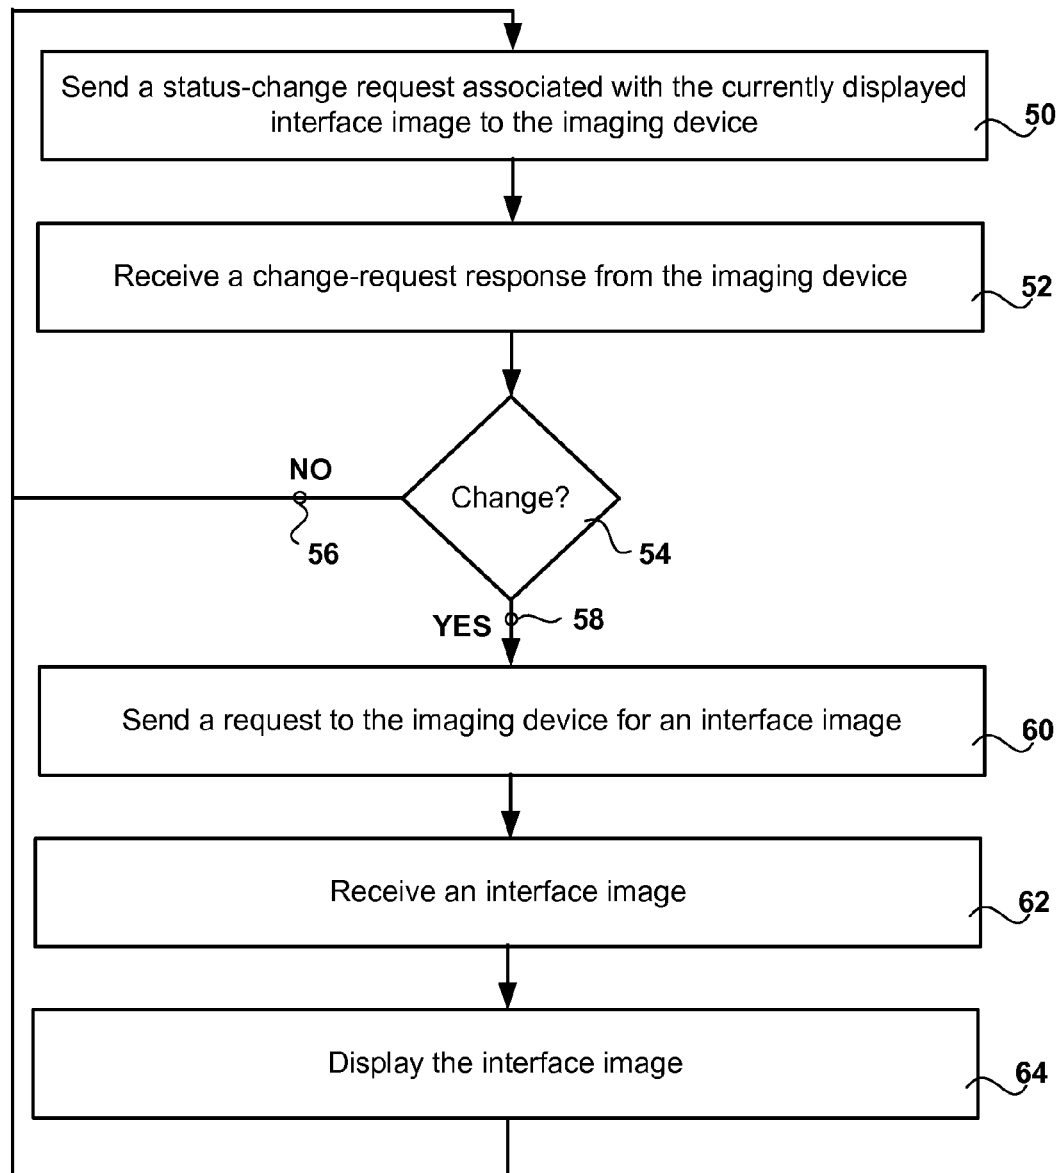 Send a status-change request associated with the currently displayed
interface image to the imaging device
50
Receive a change-request response from the imaging device
52
NO
Change?
56
54
YES
58
Send a request to the imaging device for an interface image
60
Receive an interface image
62
Display the interface image
64